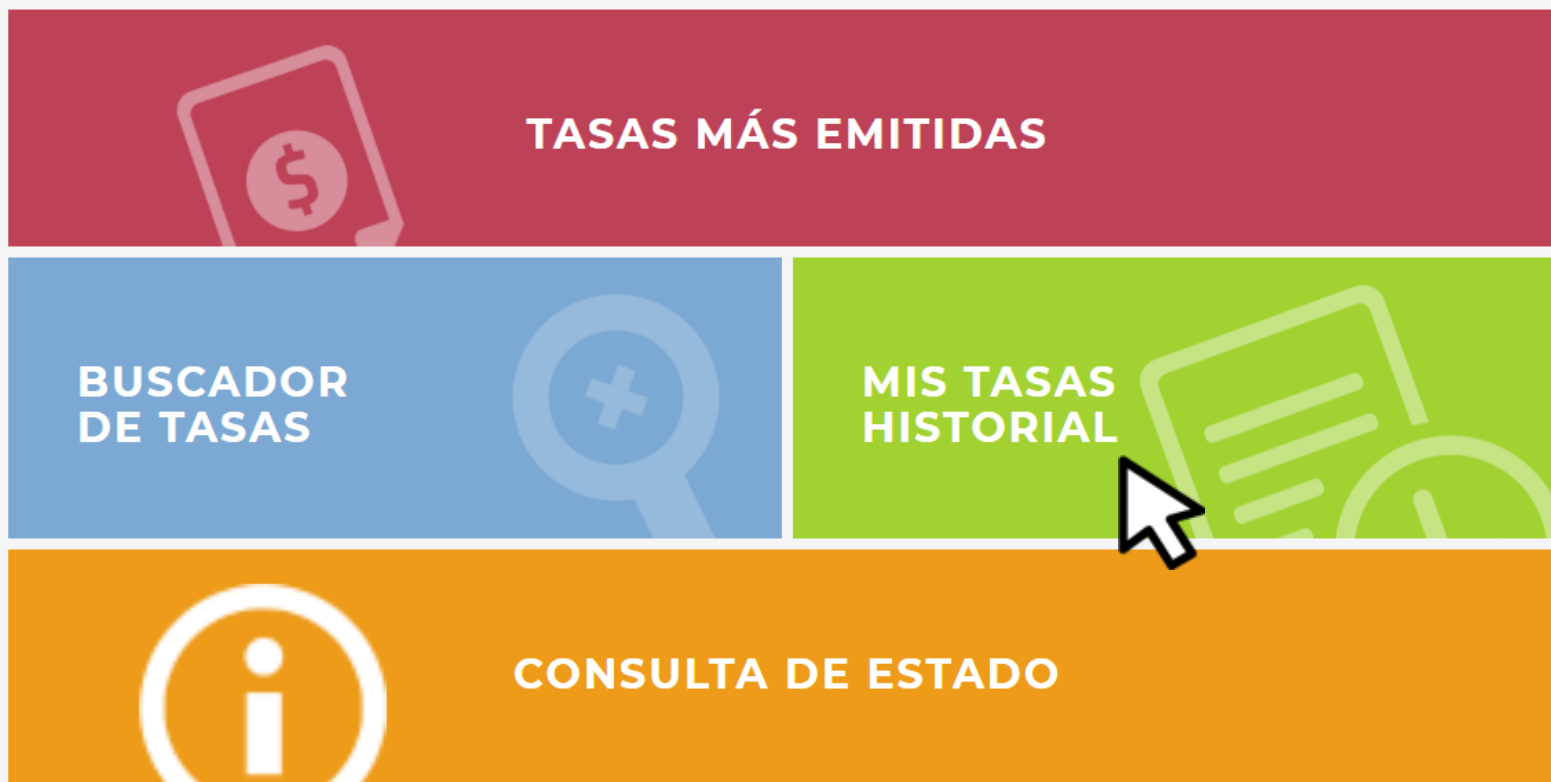 TASAS MÁS EMITIDAS
BUSCADOR
DE TASAS
MIS TASAS
HISTORIAL
CONSULTA DE ESTADO